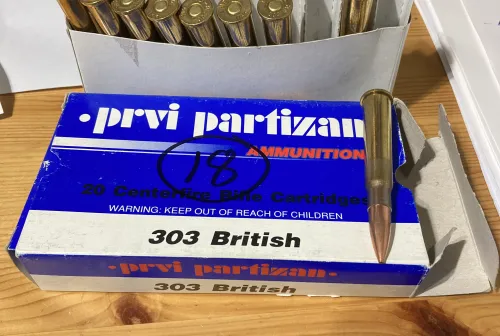 prvi partizan
AMMUNITION
18
20 Centerfire Rifle Cartridges
WARNING: KEEP OUT OF REACH OF CHILDREN
303 British
prvi partizan
303 British